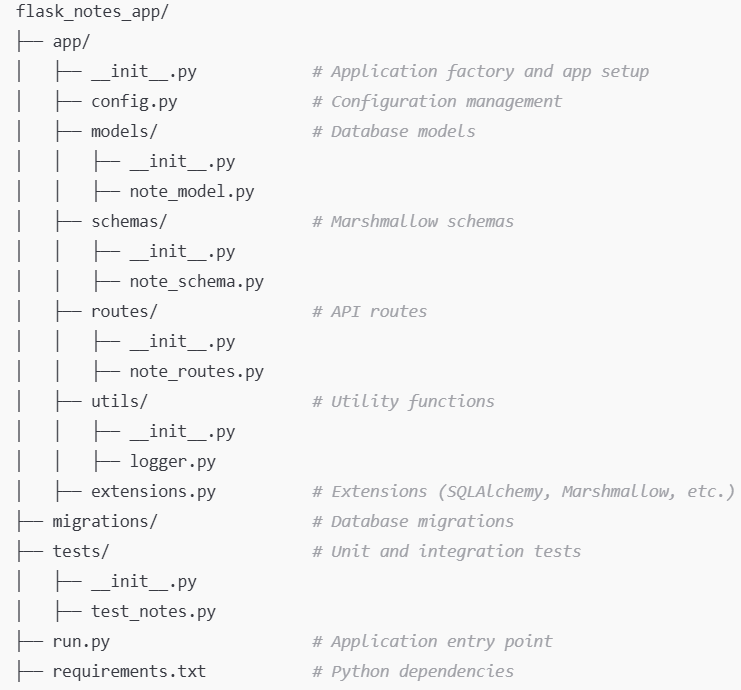 flask_notes_app/
├── app/
│   ├── __init__.py            # Application factory and app setup
│   ├── config.py              # Configuration management
│   ├── models/                # Database models
│   │   ├── __init__.py
│   │   ├── note_model.py
│   ├── schemas/               # Marshmallow schemas
│   │   ├── __init__.py
│   │   ├── note_schema.py
│   ├── routes/                # API routes
│   │   ├── __init__.py
│   │   ├── note_routes.py
│   ├── utils/                 # Utility functions
│   │   ├── __init__.py
│   │   ├── logger.py
│   ├── extensions.py          # Extensions (SQLAlchemy, Marshmallow, etc.)
├── migrations/                # Database migrations
├── tests/                     # Unit and integration tests
│   ├── __init__.py
│   ├── test_notes.py
├── run.py                     # Application entry point
├── requirements.txt           # Python dependencies